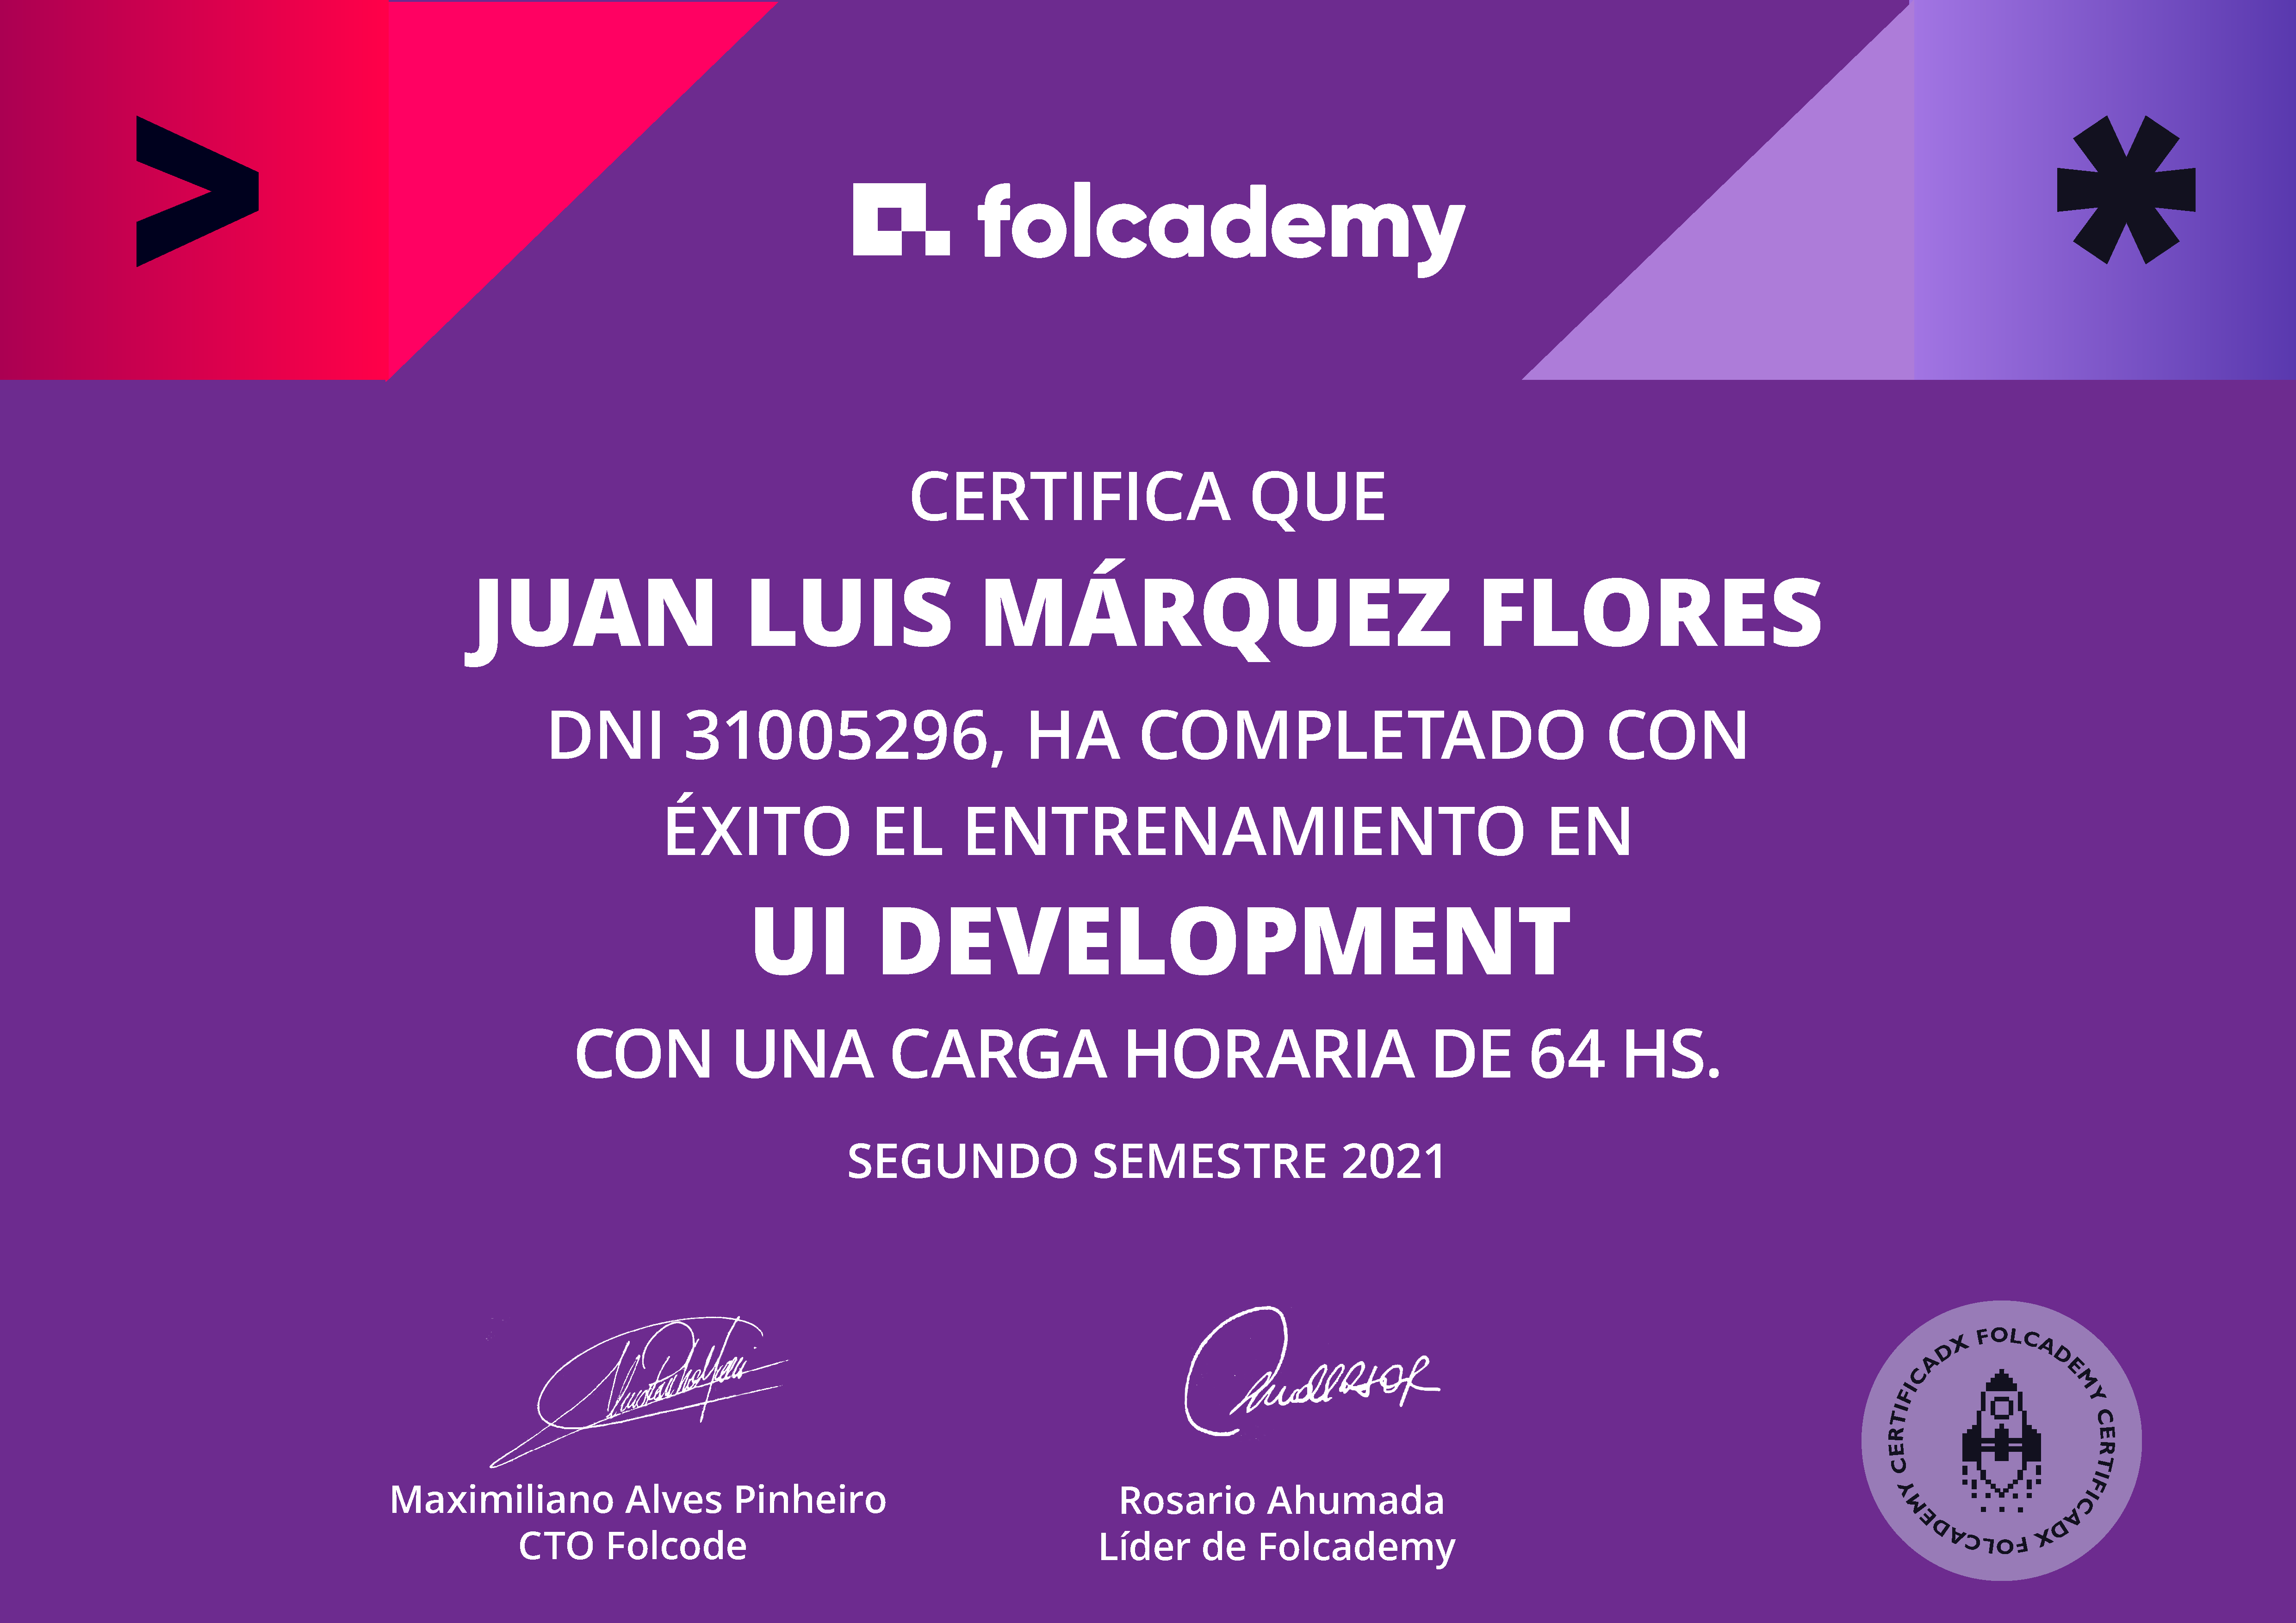 folcademy
CERTIFICA QUE
JUAN LUIS MÁRQUEZ FLORES
DNI 31005296, HA COMPLETADO CON
ÉXITO EL ENTRENAMIENTO EN
UI DEVELOPMENT
CON UNA CARGA HORARIA DE 64 HS.
SEGUNDO SEMESTRE 2021
Maximiliano Alves Pinheiro
CTO Folcode
Rosario Ahumada
Líder de Folcademy
CERTIFICADX FOLCADEMY CERTIFICADX FOLCADEMY